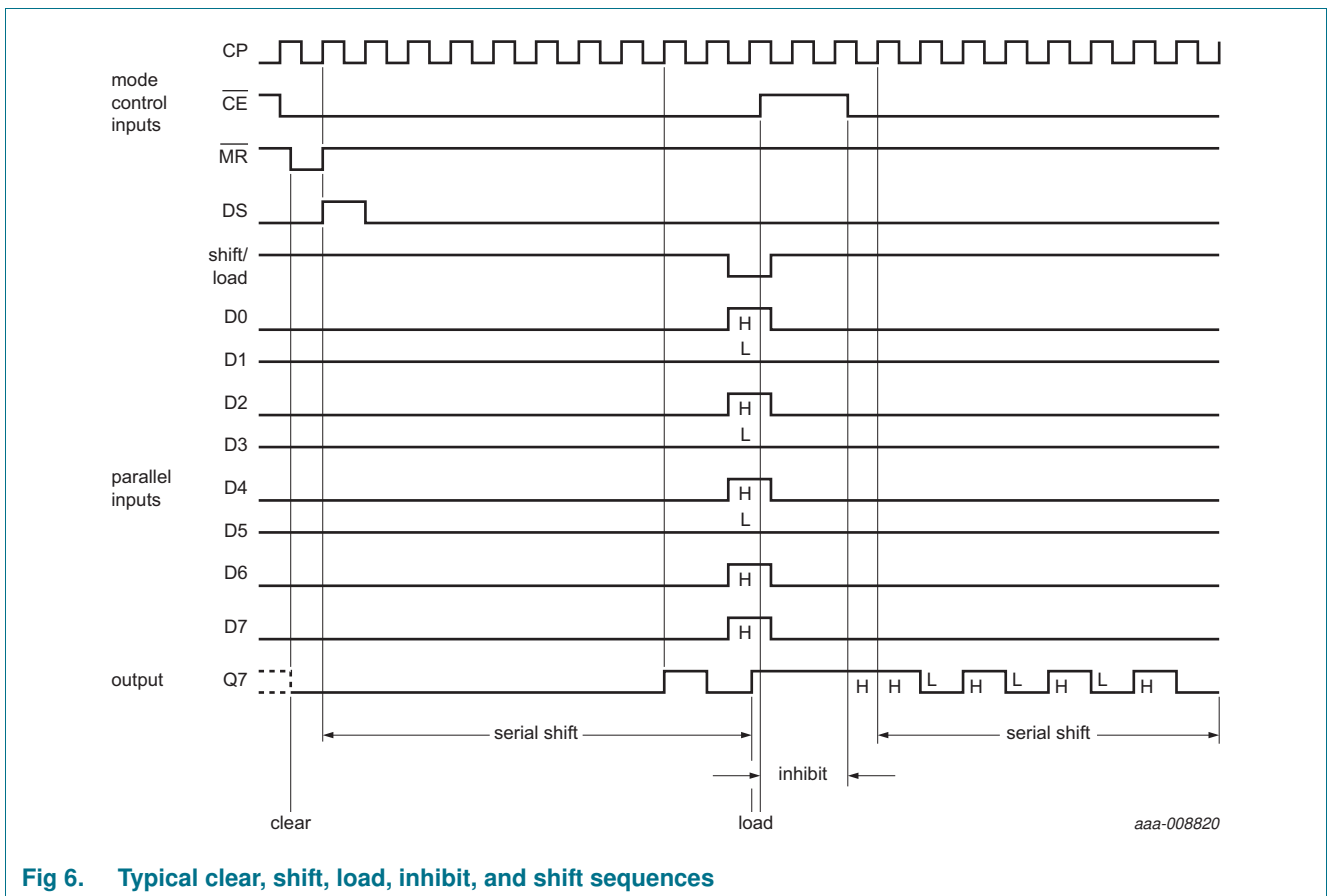 CP
mode
control
inputs
CE
MR
DS
shift/
load
D0
H
D1
L
D2
H
D3
L
parallel
inputs
D4
H
D5
L
D6
H
D7
H
output
Q7
H H L H L H L H
serial shift
serial shift
inhibit
clear
load
aaa-008820
Fig 6. Typical clear, shift, load, inhibit, and shift sequences